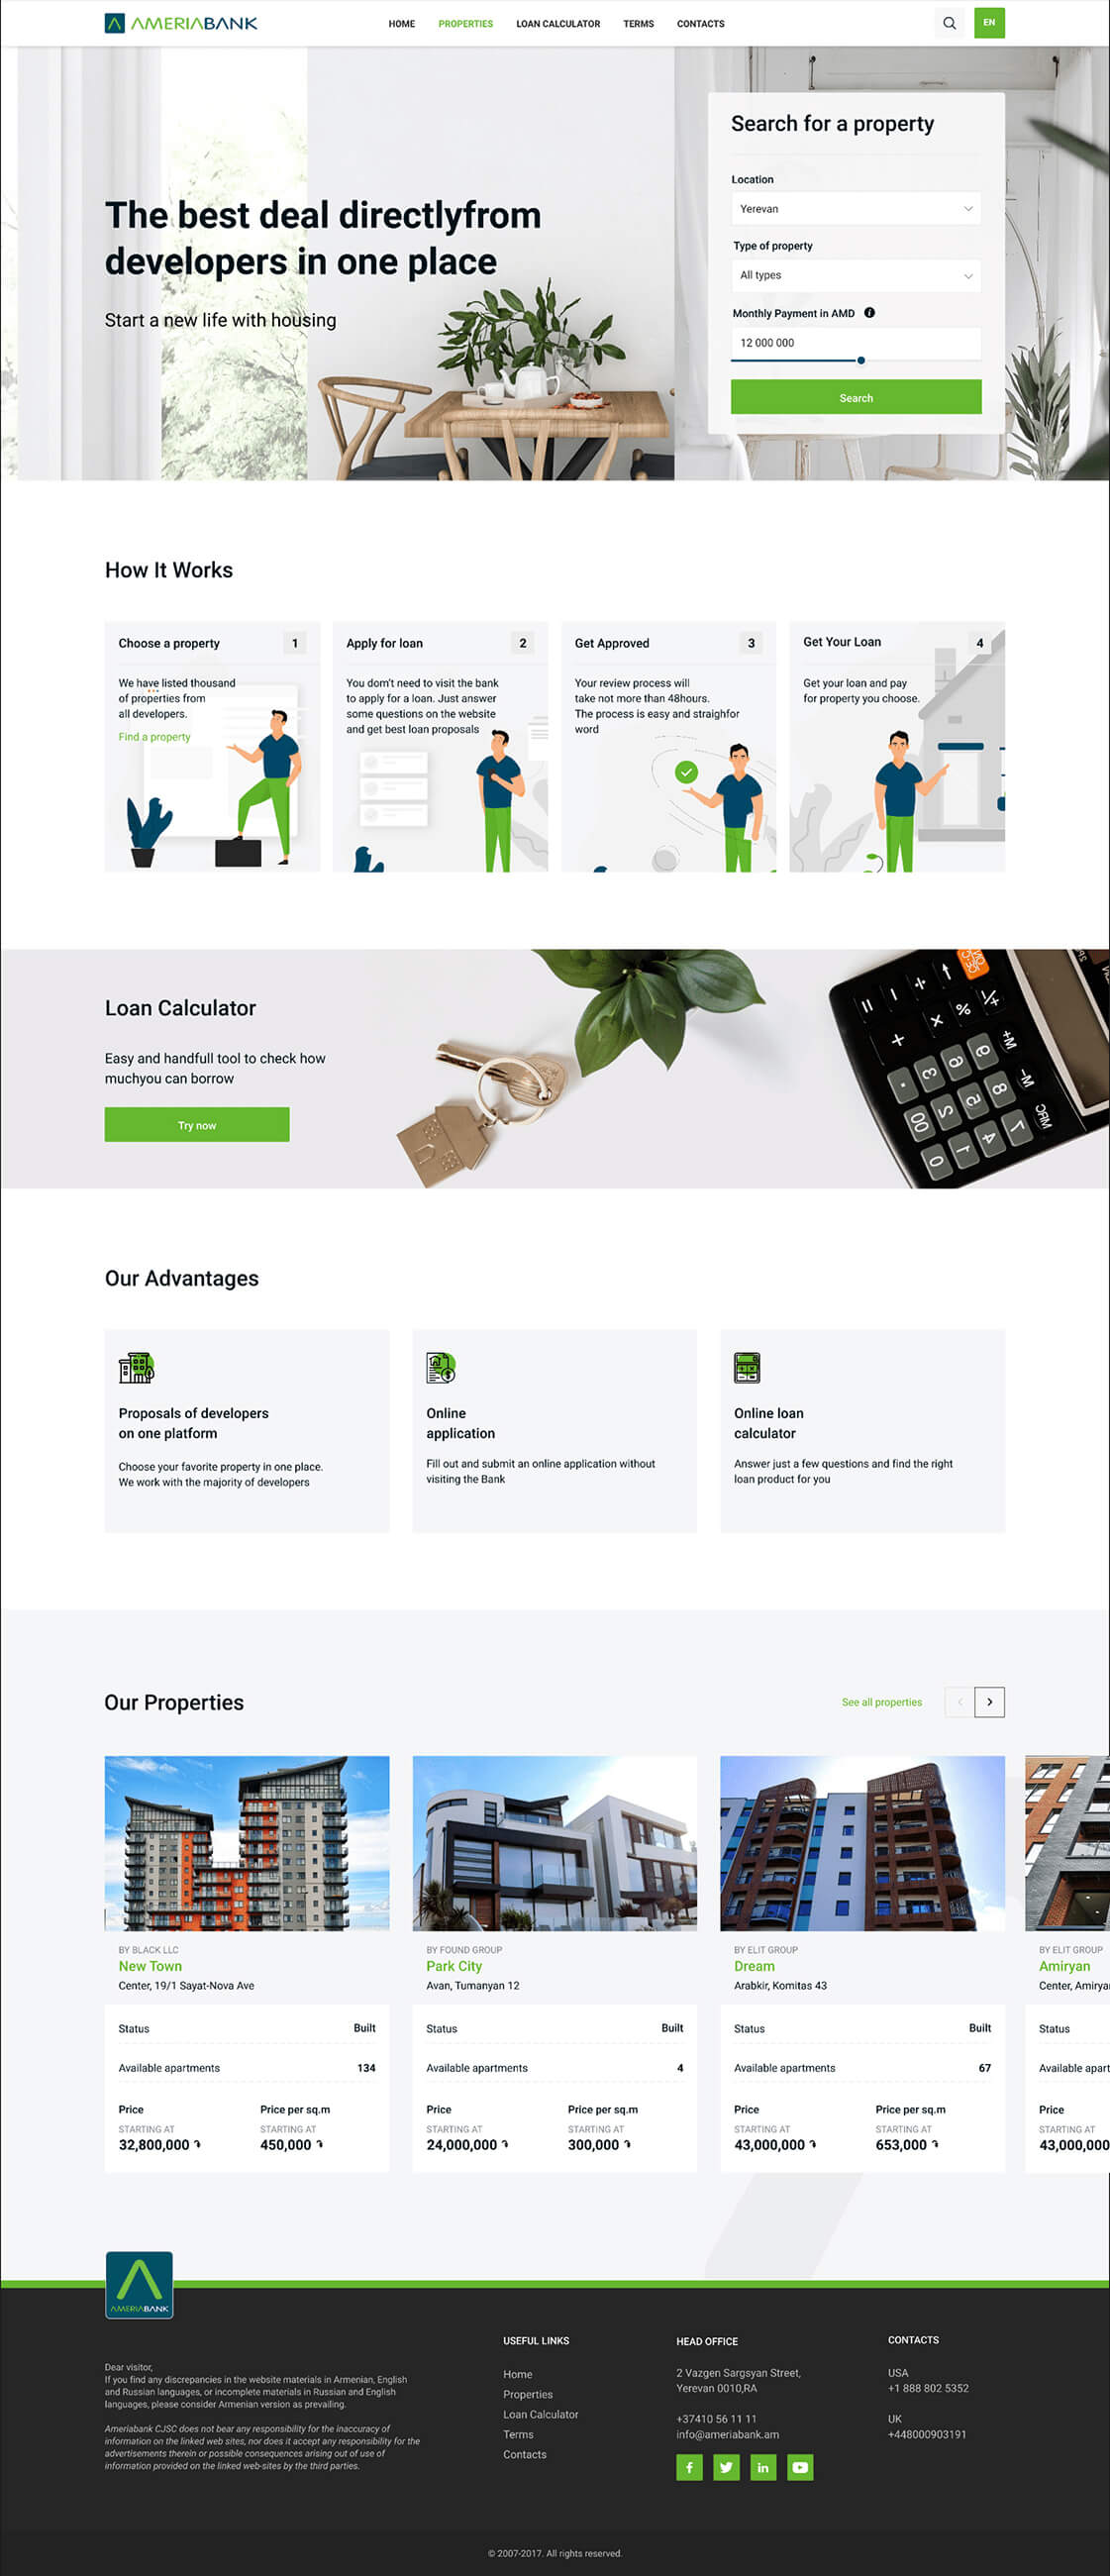 AMERIABANK
HOME PROPERTIES LOAN CALCULATOR TERMS CONTACTS
EN
The best deal directlyfrom
developers in one place
Start a new life with housing
Search for a property
Location
Yerevan
Type of property
All types
Monthly Payment in AMD
12 000 000
Search
How It Works
Choose a property 1
We have listed thousand
of properties from
all developers.
Find a property
Apply for loan 2
You don't need to visit the bank
to apply for a loan. Just answer
some questions on the website
and get best loan proposals
Get Approved 3
Your review process will
take not more than 48hours.
The process is easy and straighfor
word
Get Your Loan 4
Get your loan and pay
for property you choose.
Loan Calculator
Easy and handfull tool to check how
muchyou can borrow
Try now
Our Advantages
Proposals of developers
on one platform
Choose your favorite property in one place.
We work with the majority of developers
Online
application
Fill out and submit an online application without
visiting the Bank
Online loan
calculator
Answer just a few questions and find the right
loan product for you
Our Properties
See all properties
BY BLACK LLC
New Town
Center, 19/1 Sayat-Nova Ave
Status Built
Available apartments 134
Price Price per sq.m
STARTING AT STARTING AT
32,800,000 ֏ 450,000 ֏
BY FOUND GROUP
Park City
Avan, Tumanyan 12
Status Built
Available apartments 4
Price Price per sq.m
STARTING AT STARTING AT
24,000,000 ֏ 300,000 ֏
BY ELIT GROUP
Dream
Arabkir, Komitas 43
Status Built
Available apartments 67
Price Price per sq.m
STARTING AT STARTING AT
43,000,000 ֏ 653,000 ֏
BY ELIT GROUP
Amiryan
Center, Amirya
Status
Available apart
Price
STARTING AT
43,000,000
AMERIABANK
Dear visitor,
If you find any discrepancies in the website materials in Armenian, English
and Russian languages, or incomplete materials in Russian and English
languages, please consider Armenian version as prevailing.
Ameriabank CJSC does not bear any responsibility for the inaccuracy of
information on the linked web sites, nor does it accept any responsibility for the
advertisements therein or possible consequences arising out of use of
information provided on the linked web-sites by the third parties.
USEFUL LINKS
Home
Properties
Loan Calculator
Terms
Contacts
HEAD OFFICE
2 Vazgen Sargsyan Street,
Yerevan 0010,RA
+37410 56 11 11
info@ameriabank.am
CONTACTS
USA
+1 888 802 5352
UK
+448000903191
© 2007-2017. All rights reserved.